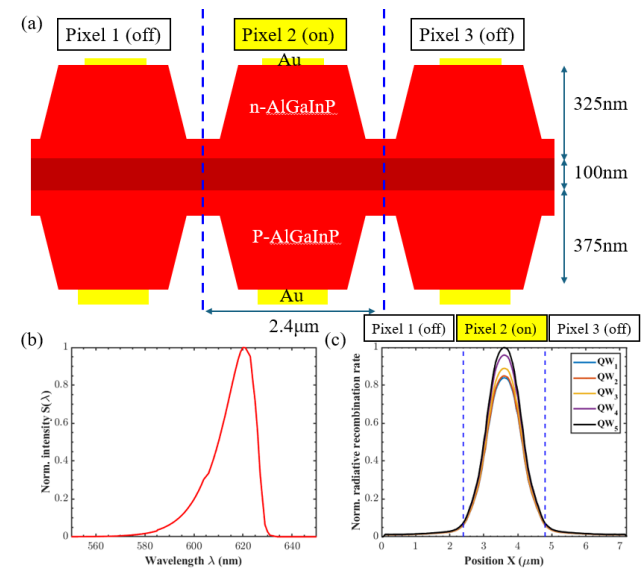 (a)
Pixel 1 (off)
Pixel 2 (on)
Pixel 3 (off)
Au
n-AlGaInP
325nm
100nm
P-AlGaInP
375nm
Au
2.4μm
(b)
Norm. intensity S(λ)
1
0.8
0.6
0.4
0.2
0
560
580
600
620
640
Wavelength λ (nm)
(c)
Pixel 1 (off)
Pixel 2 (on)
Pixel 3 (off)
Norm. radiative recombination rate
1
0.8
0.6
0.4
0.2
0
0
1
2
3
4
5
6
7
Position X (μm)
QW1
QW2
QW3
QW4
QW5